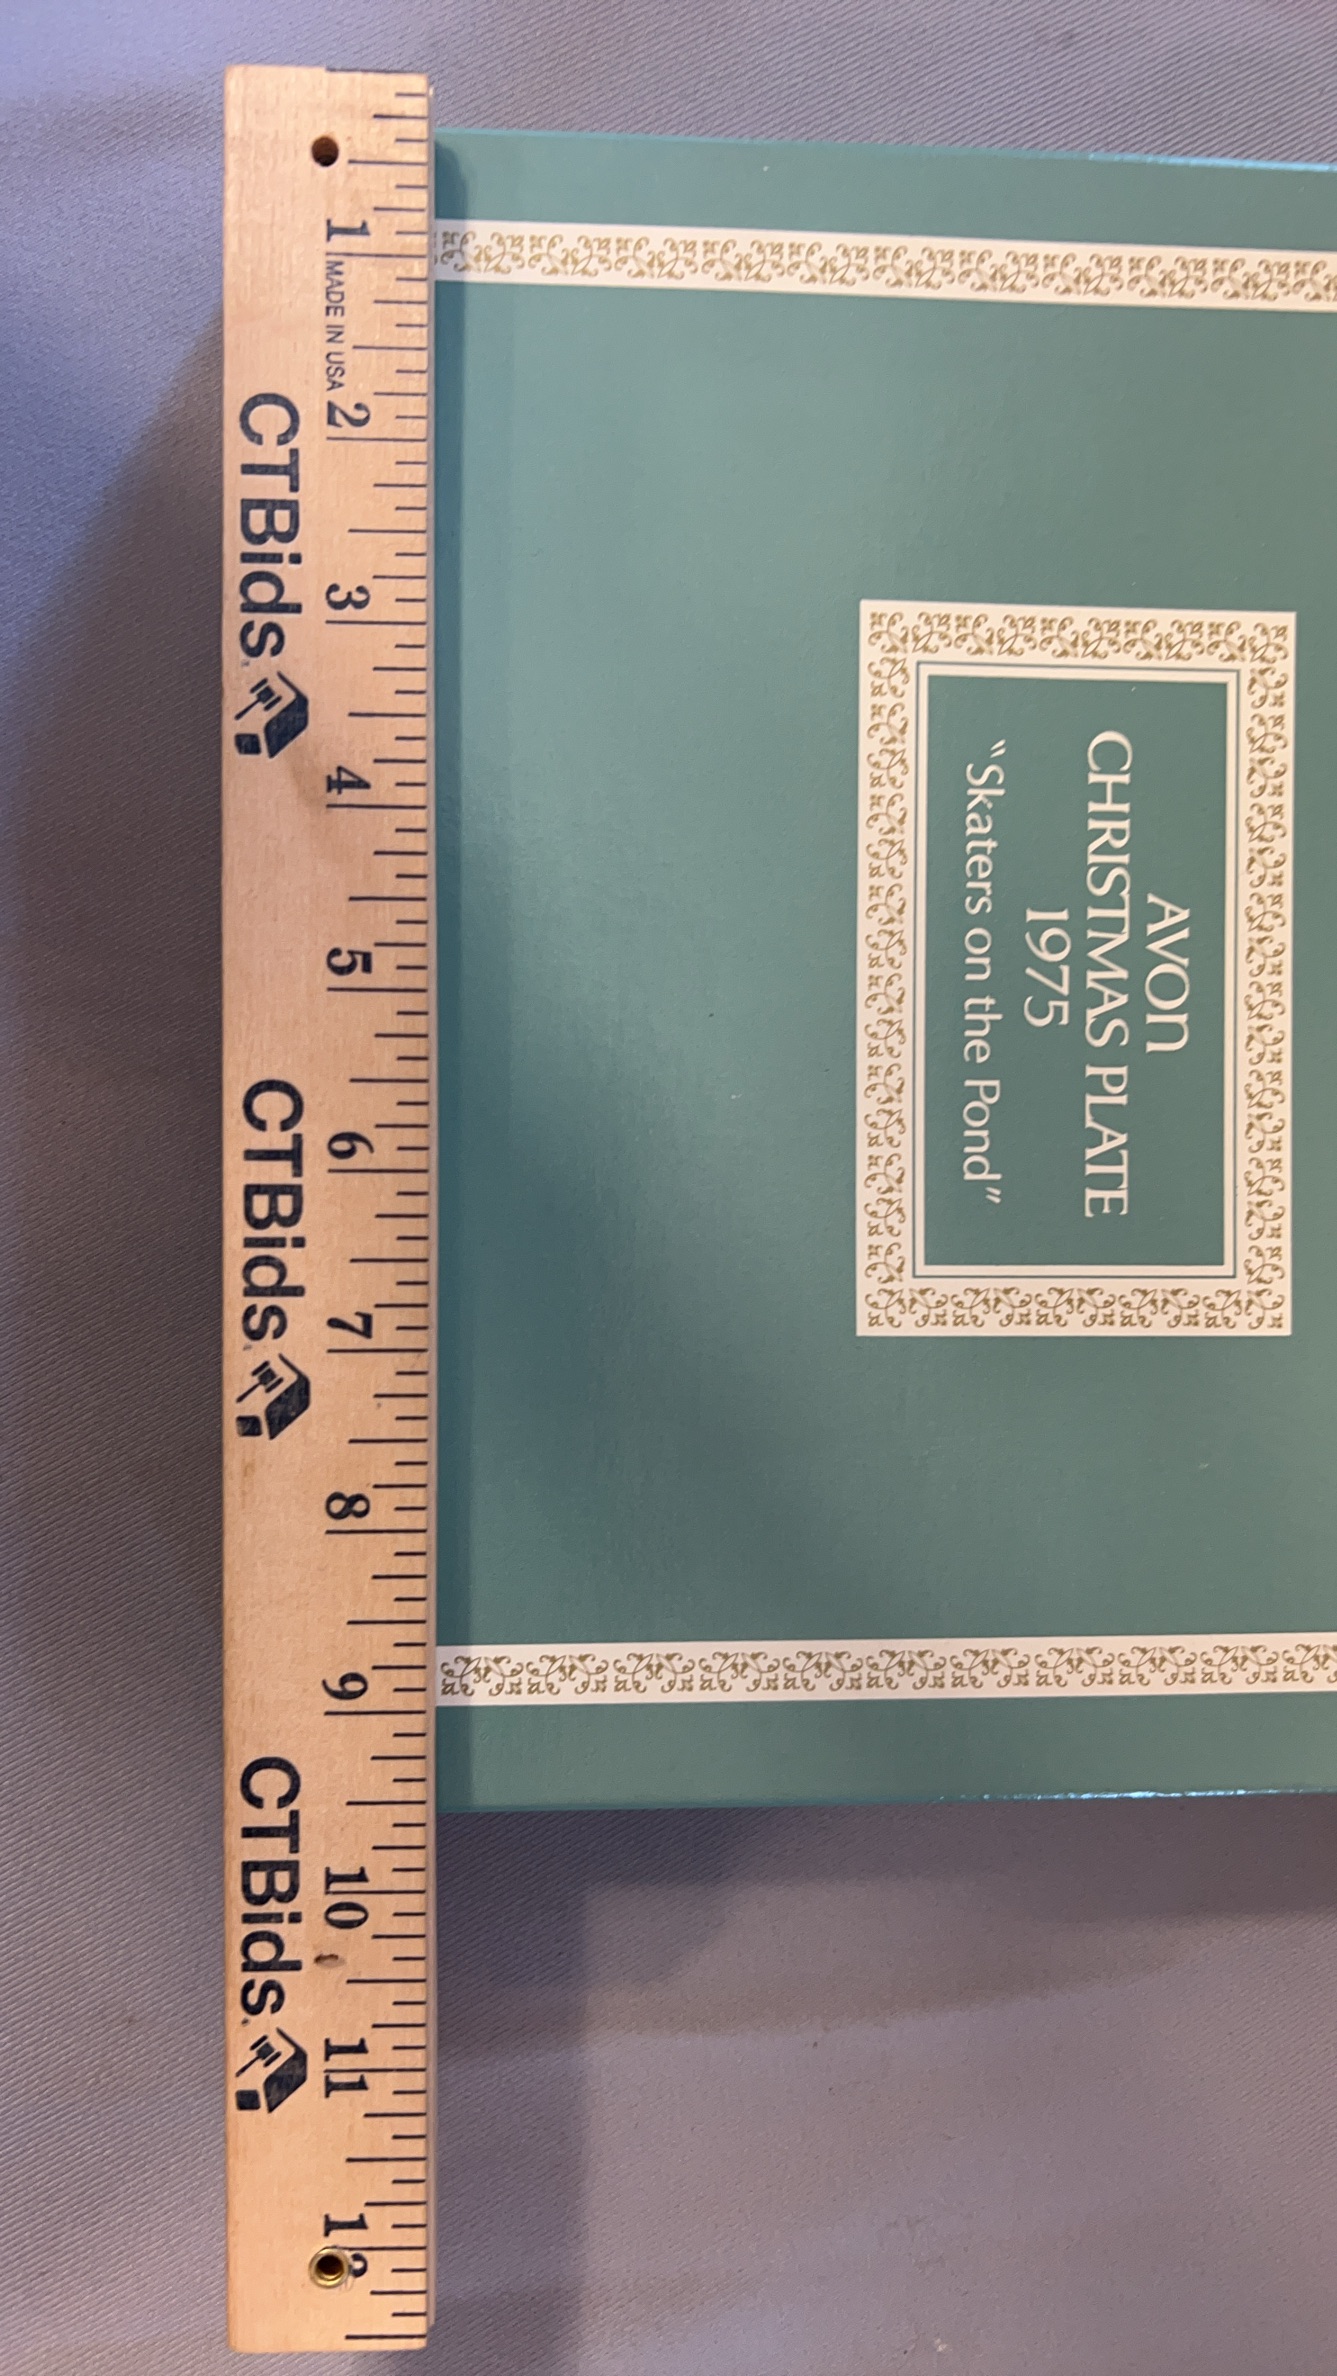 1 2 3 4 5 6 7 8 9 10 11 1
MADE IN USA
CTBids.
CTBids.
CTBids.
AVON
CHRISTMAS PLATE
1975
"Skaters on the Pond"